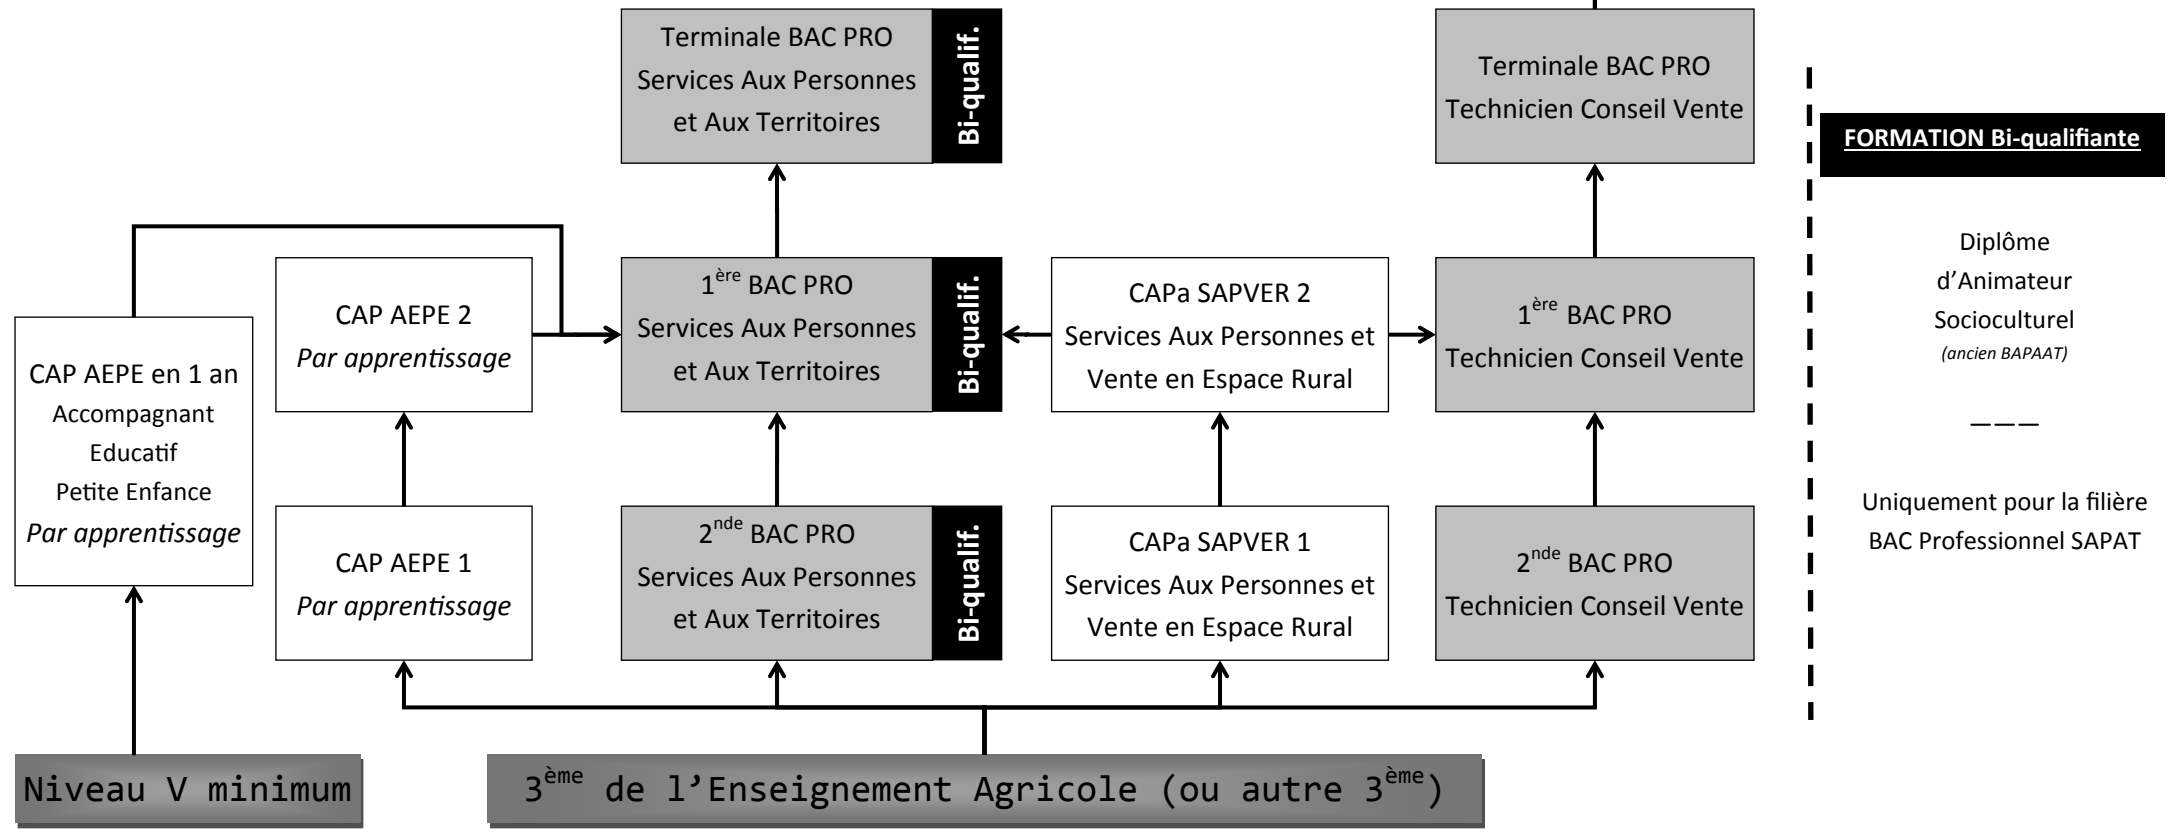 Terminale BAC PRO
Services Aux Personnes
et Aux Territoires
Bi-qualif.
Terminale BAC PRO
Technicien Conseil Vente
FORMATION Bi-qualifiante
Diplôme
d’Animateur
Socioculturel
(ancien BAPAAT)
———
Uniquement pour la filière
BAC Professionnel SAPAT
CAP AEPE en 1 an
Accompagnant
Educatif
Petite Enfance
Par apprentissage
CAP AEPE 2
Par apprentissage
1ère BAC PRO
Services Aux Personnes
et Aux Territoires
Bi-qualif.
CAPa SAPVER 2
Services Aux Personnes et
Vente en Espace Rural
1ère BAC PRO
Technicien Conseil Vente
CAP AEPE 1
Par apprentissage
2nde BAC PRO
Services Aux Personnes
et Aux Territoires
Bi-qualif.
CAPa SAPVER 1
Services Aux Personnes et
Vente en Espace Rural
2nde BAC PRO
Technicien Conseil Vente
Niveau V minimum
3ème de l’Enseignement Agricole (ou autre 3ème)